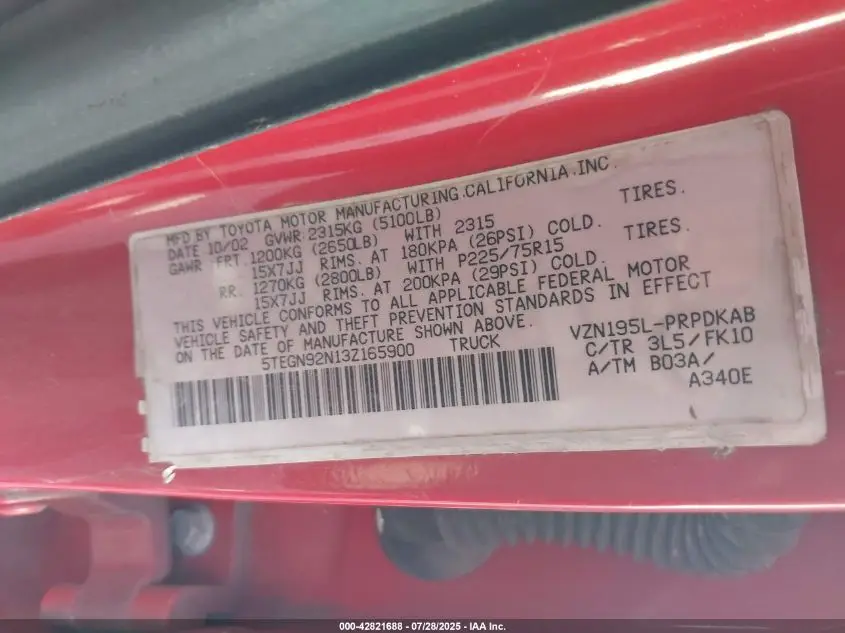 MFD BY TOYOTA MOTOR MANUFACTURING.CALIFORNIA.INC.
DATE 10/02 GVWR:2315KG (5100LB)
GAWR FRT. 1200KG (2650LB) WITH 2315 TIRES.
15X7JJ RIMS. AT 180KPA (26PSI) COLD.
RR. 1270KG (2800LB) WITH P225/75R15 TIRES.
15X7JJ RIMS. AT 200KPA (29PSI) COLD.
THIS VEHICLE CONFORMS TO ALL APPLICABLE FEDERAL MOTOR
VEHICLE SAFETY AND THEFT PREVENTION STANDARDS IN EFFECT
ON THE DATE OF MANUFACTURE SHOWN ABOVE.
5TEGN92N13Z165900 TRUCK
VZN195L-PRPDKAB
C/TR 3L5/FK10
A/TM B03A/
A340E
000-42821688 / 07/28/2025 - IAA Inc.